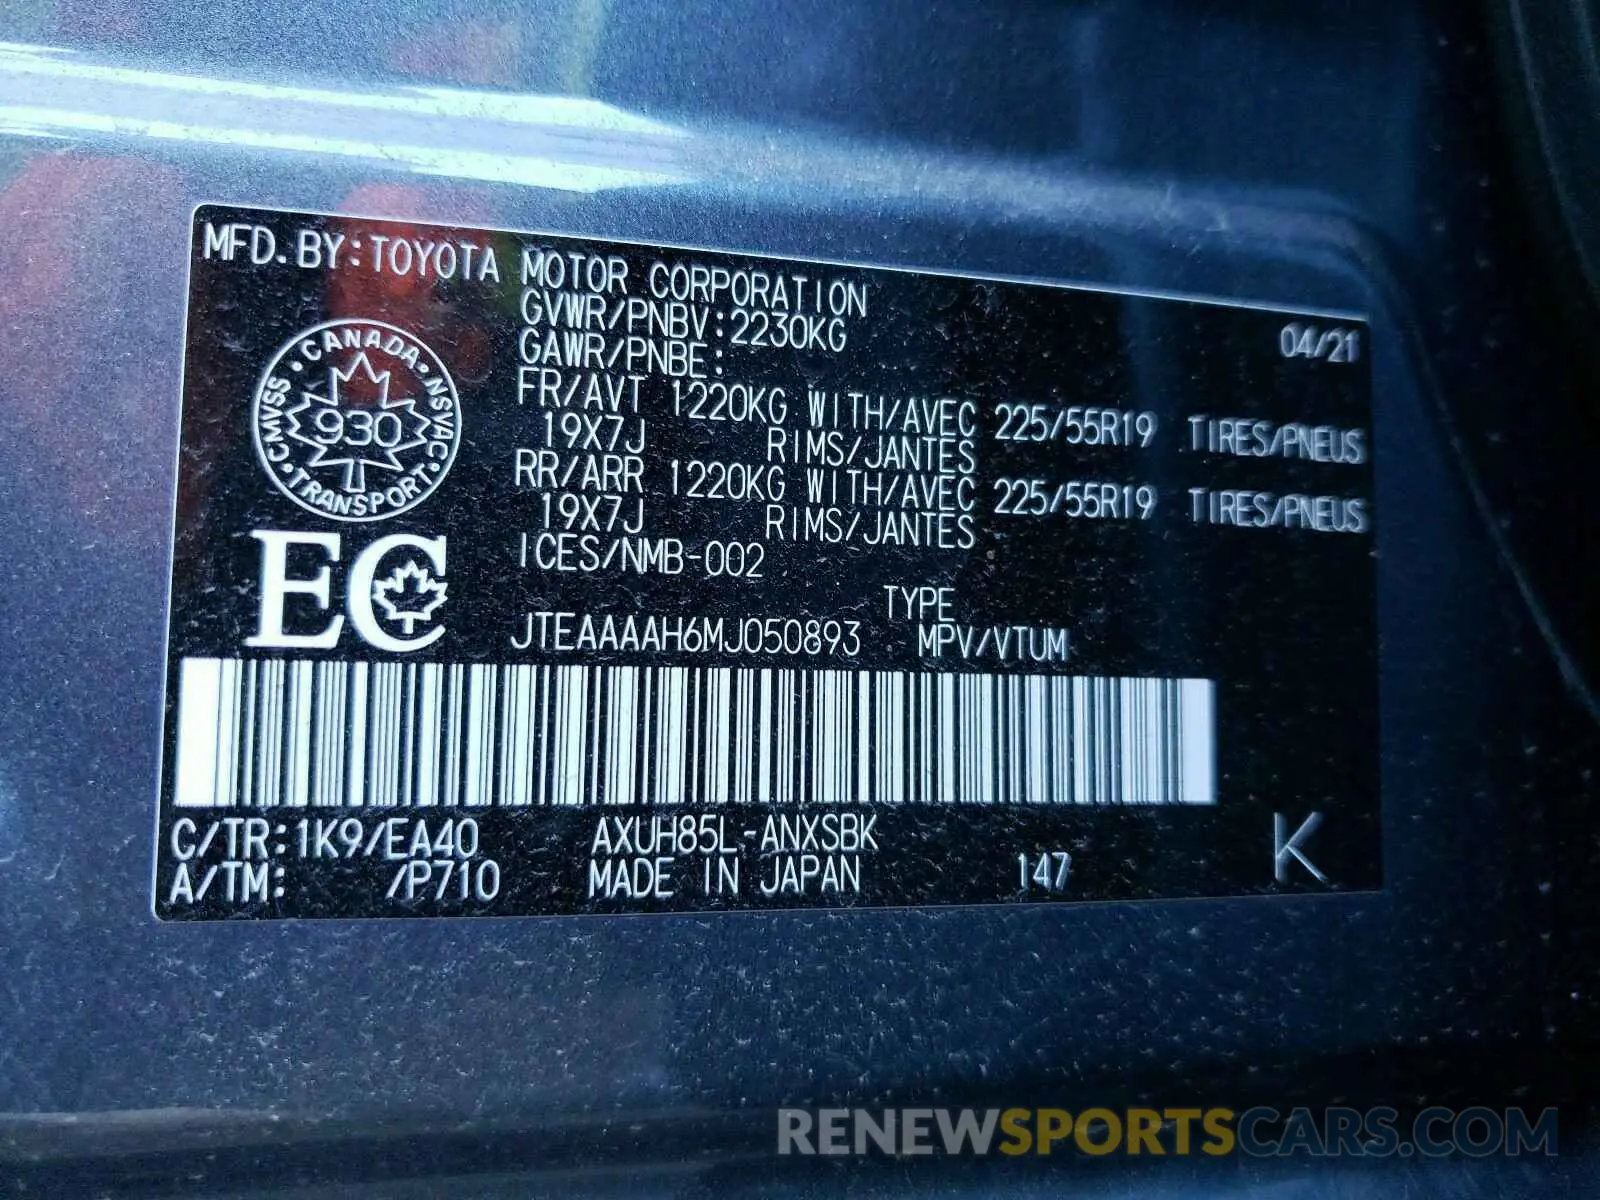 MFD. BY: TOYOTA MOTOR CORPORATION
04/21
GVWR/PNBV: 2230KG
GAWR/PNBE:
FR/AVT 1220KG WITH/AVEC 225/55R19 TIRES/PNEUS
19X7J RIMS/JANTES
RR/ARR 1220KG WITH/AVEC 225/55R19 TIRES/PNEUS
19X7J RIMS/JANTES
ICES/NMB-002
CANADA · NSVAC · TRANSPORT · CMVSS ·
930
EC
TYPE
JTEAAAAH6MJ050893 MPV/VTUM
C/TR: 1K9/EA40 AXUH85L-ANXSBK
A/TM: /P710 MADE IN JAPAN 147 K
RENEWSPORTSCARS.COM